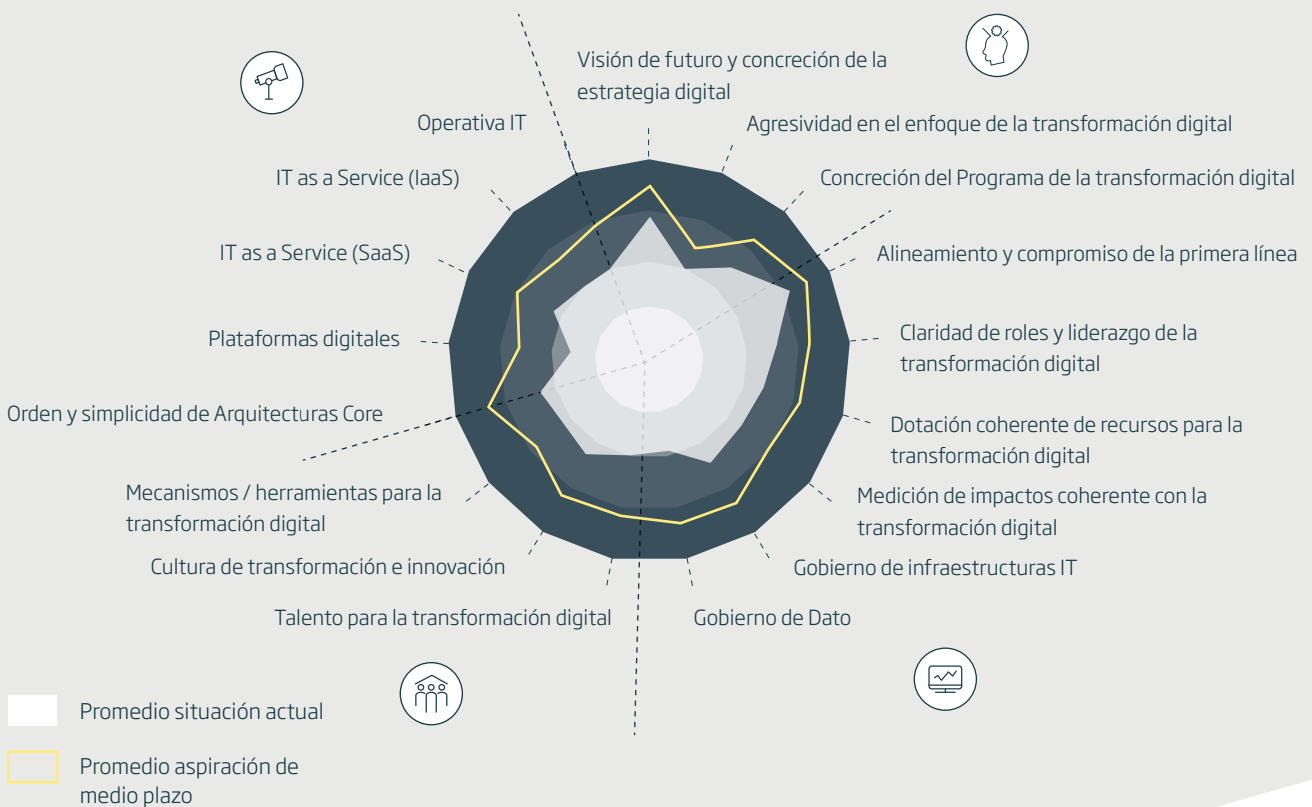 Visión de futuro y concreción de la
estrategia digital
Agresividad en el enfoque de la transformación digital
Concreción del Programa de la transformación digital
Alineamiento y compromiso de la primera línea
Claridad de roles y liderazgo de la
transformación digital
Dotación coherente de recursos para la
transformación digital
Medición de impactos coherente con la
transformación digital
Gobierno de infraestructuras IT
Gobierno de Dato
Talento para la transformación digital
Cultura de transformación e innovación
Mecanismos / herramientas para la
transformación digital
Orden y simplicidad de Arquitecturas Core
Plataformas digitales
IT as a Service (SaaS)
IT as a Service (IaaS)
Operativa IT
Promedio situación actual
Promedio aspiración de
medio plazo